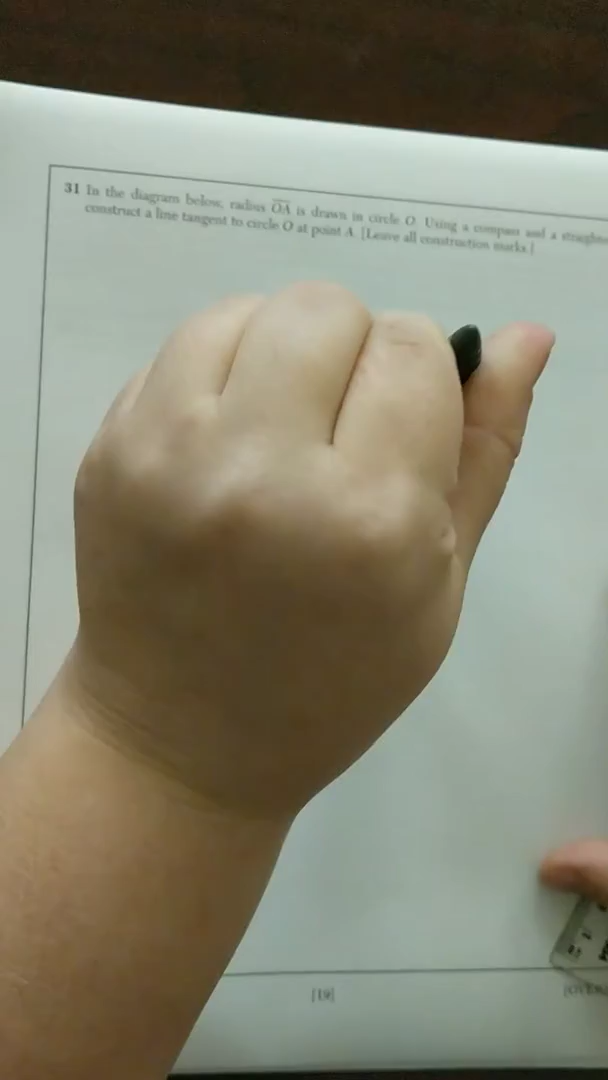 31 In the diagram below, radius OA is drawn in circle O. Using a compass and a
construct a line tangent to circle O at point A. [Leave all construction marks.]
[19]